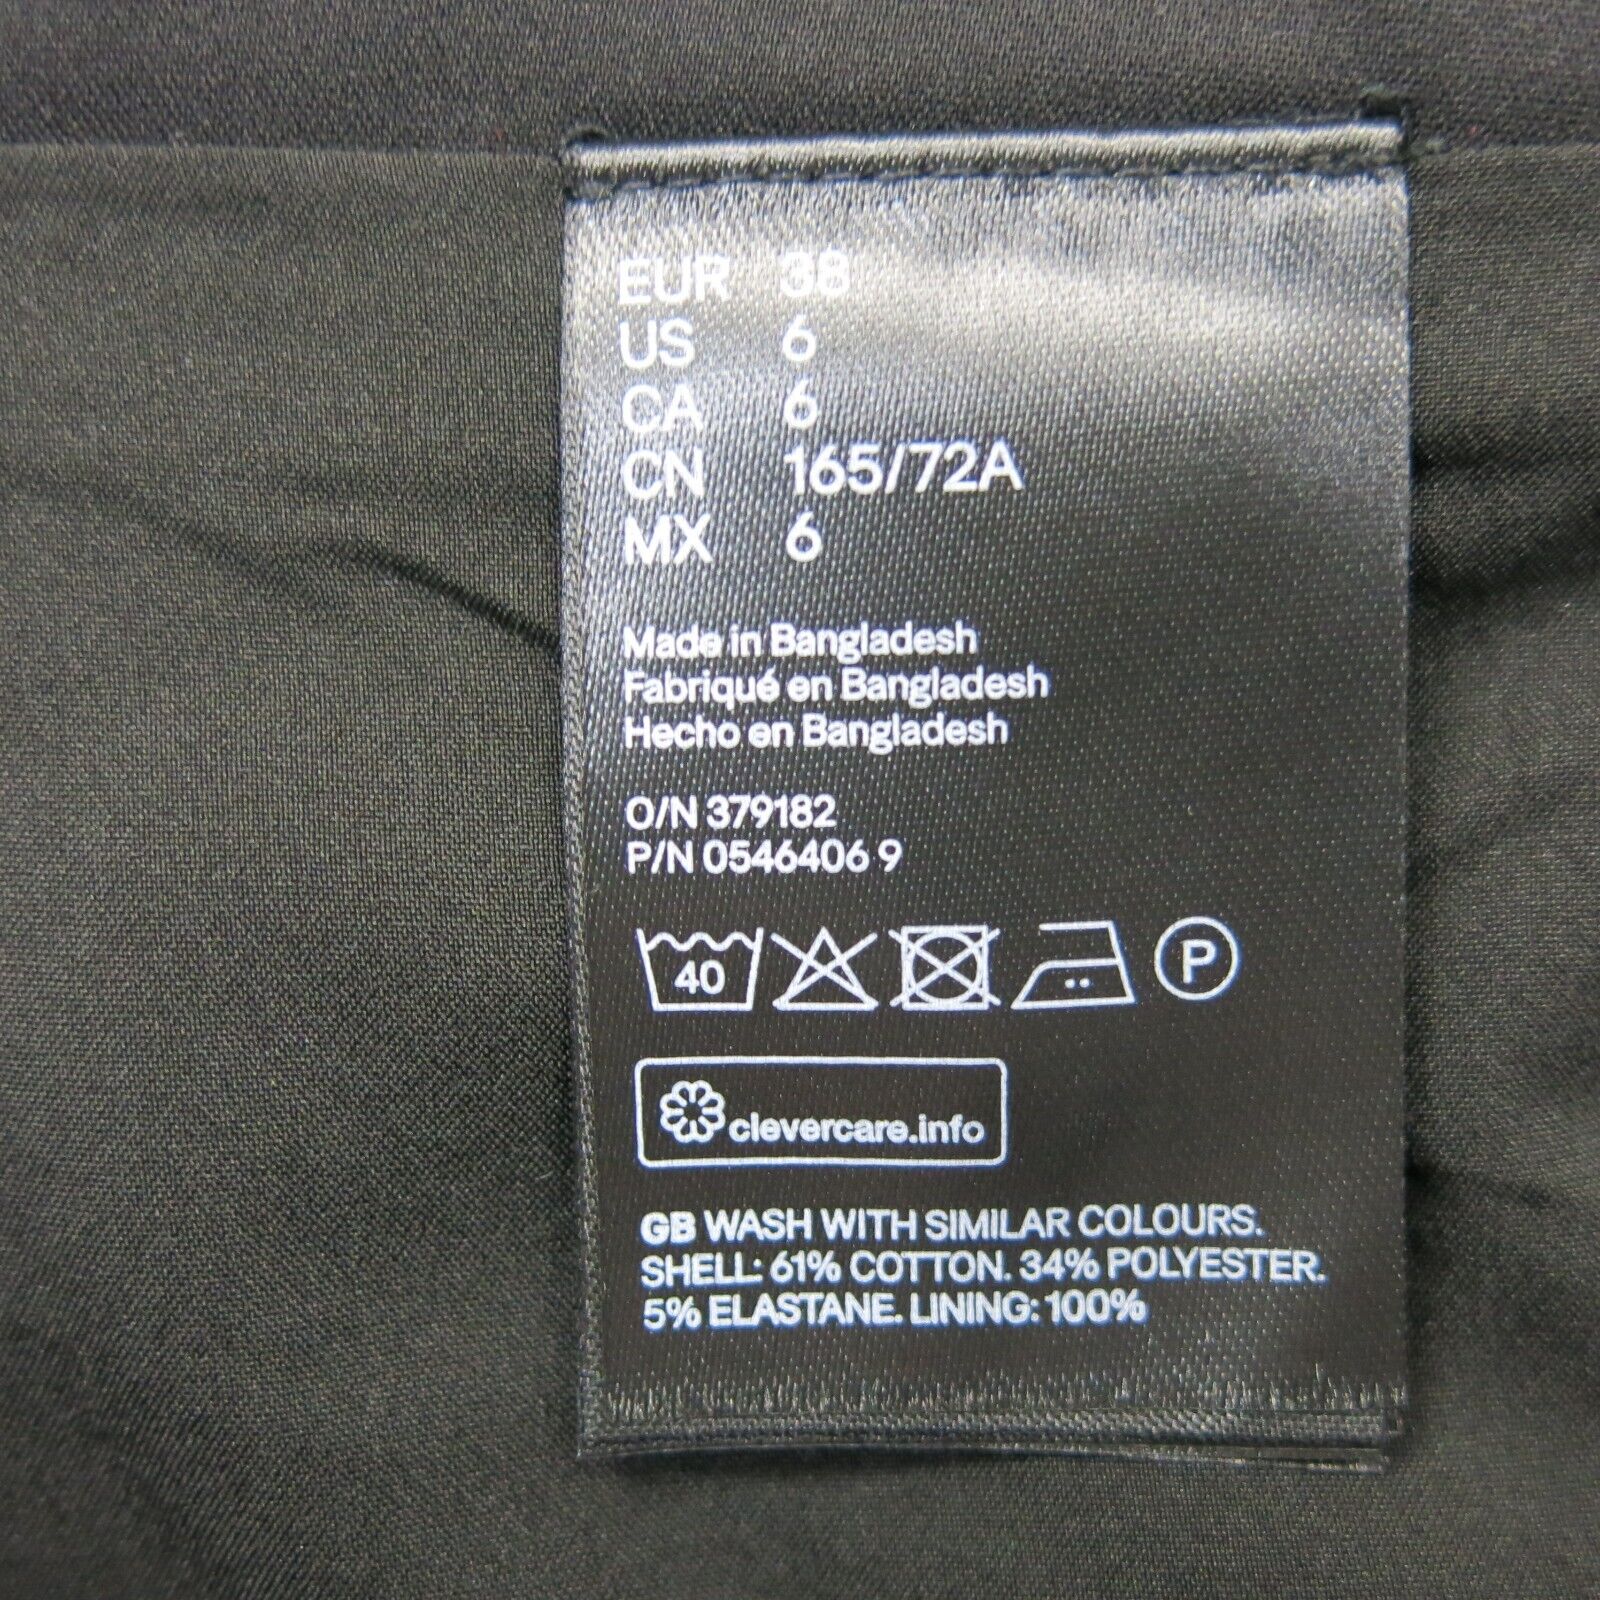 EUR 38
US 6
CA 6
CN 165/72A
MX 6
Made in Bangladesh
Fabriqué en Bangladesh
Hecho en Bangladesh
O/N 379182
P/N 0546406 9
40 P
clevercare.info
GB WASH WITH SIMILAR COLOURS.
SHELL: 61% COTTON. 34% POLYESTER.
5% ELASTANE. LINING: 100%